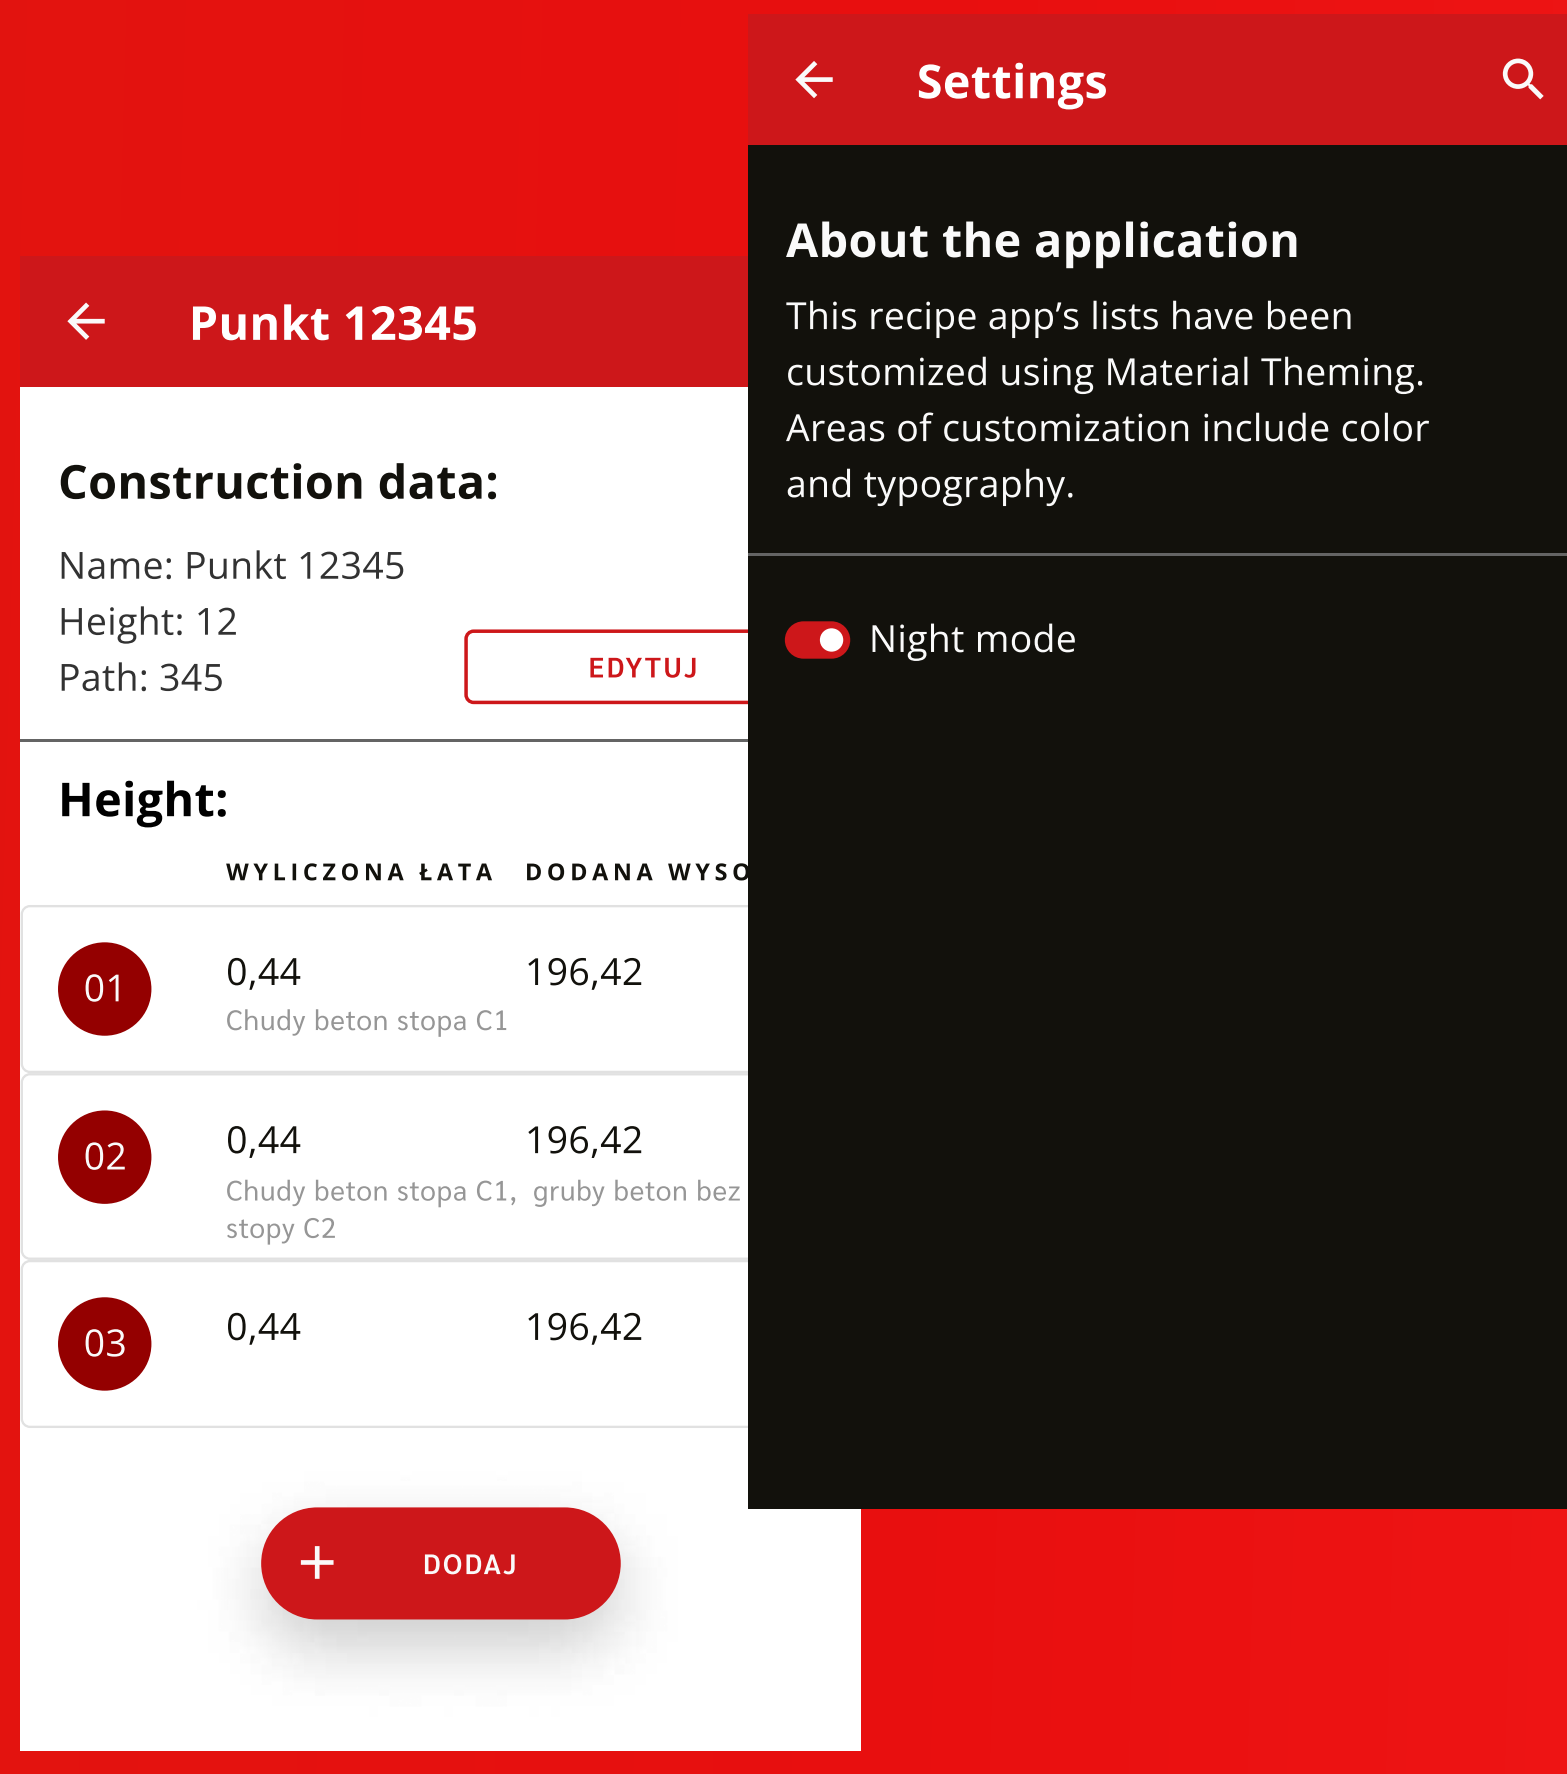 Punkt 12345
Construction data:
Name: Punkt 12345
Height: 12
Path: 345
EDYTUJ
Height:
WYLICZONA ŁATA DODANA WYSO
01 0,44 196,42
Chudy beton stopa C1
02 0,44 196,42
Chudy beton stopa C1, gruby beton bez
stopy C2
03 0,44 196,42
DODAJ
Settings
About the application
This recipe app’s lists have been
customized using Material Theming.
Areas of customization include color
and typography.
Night mode